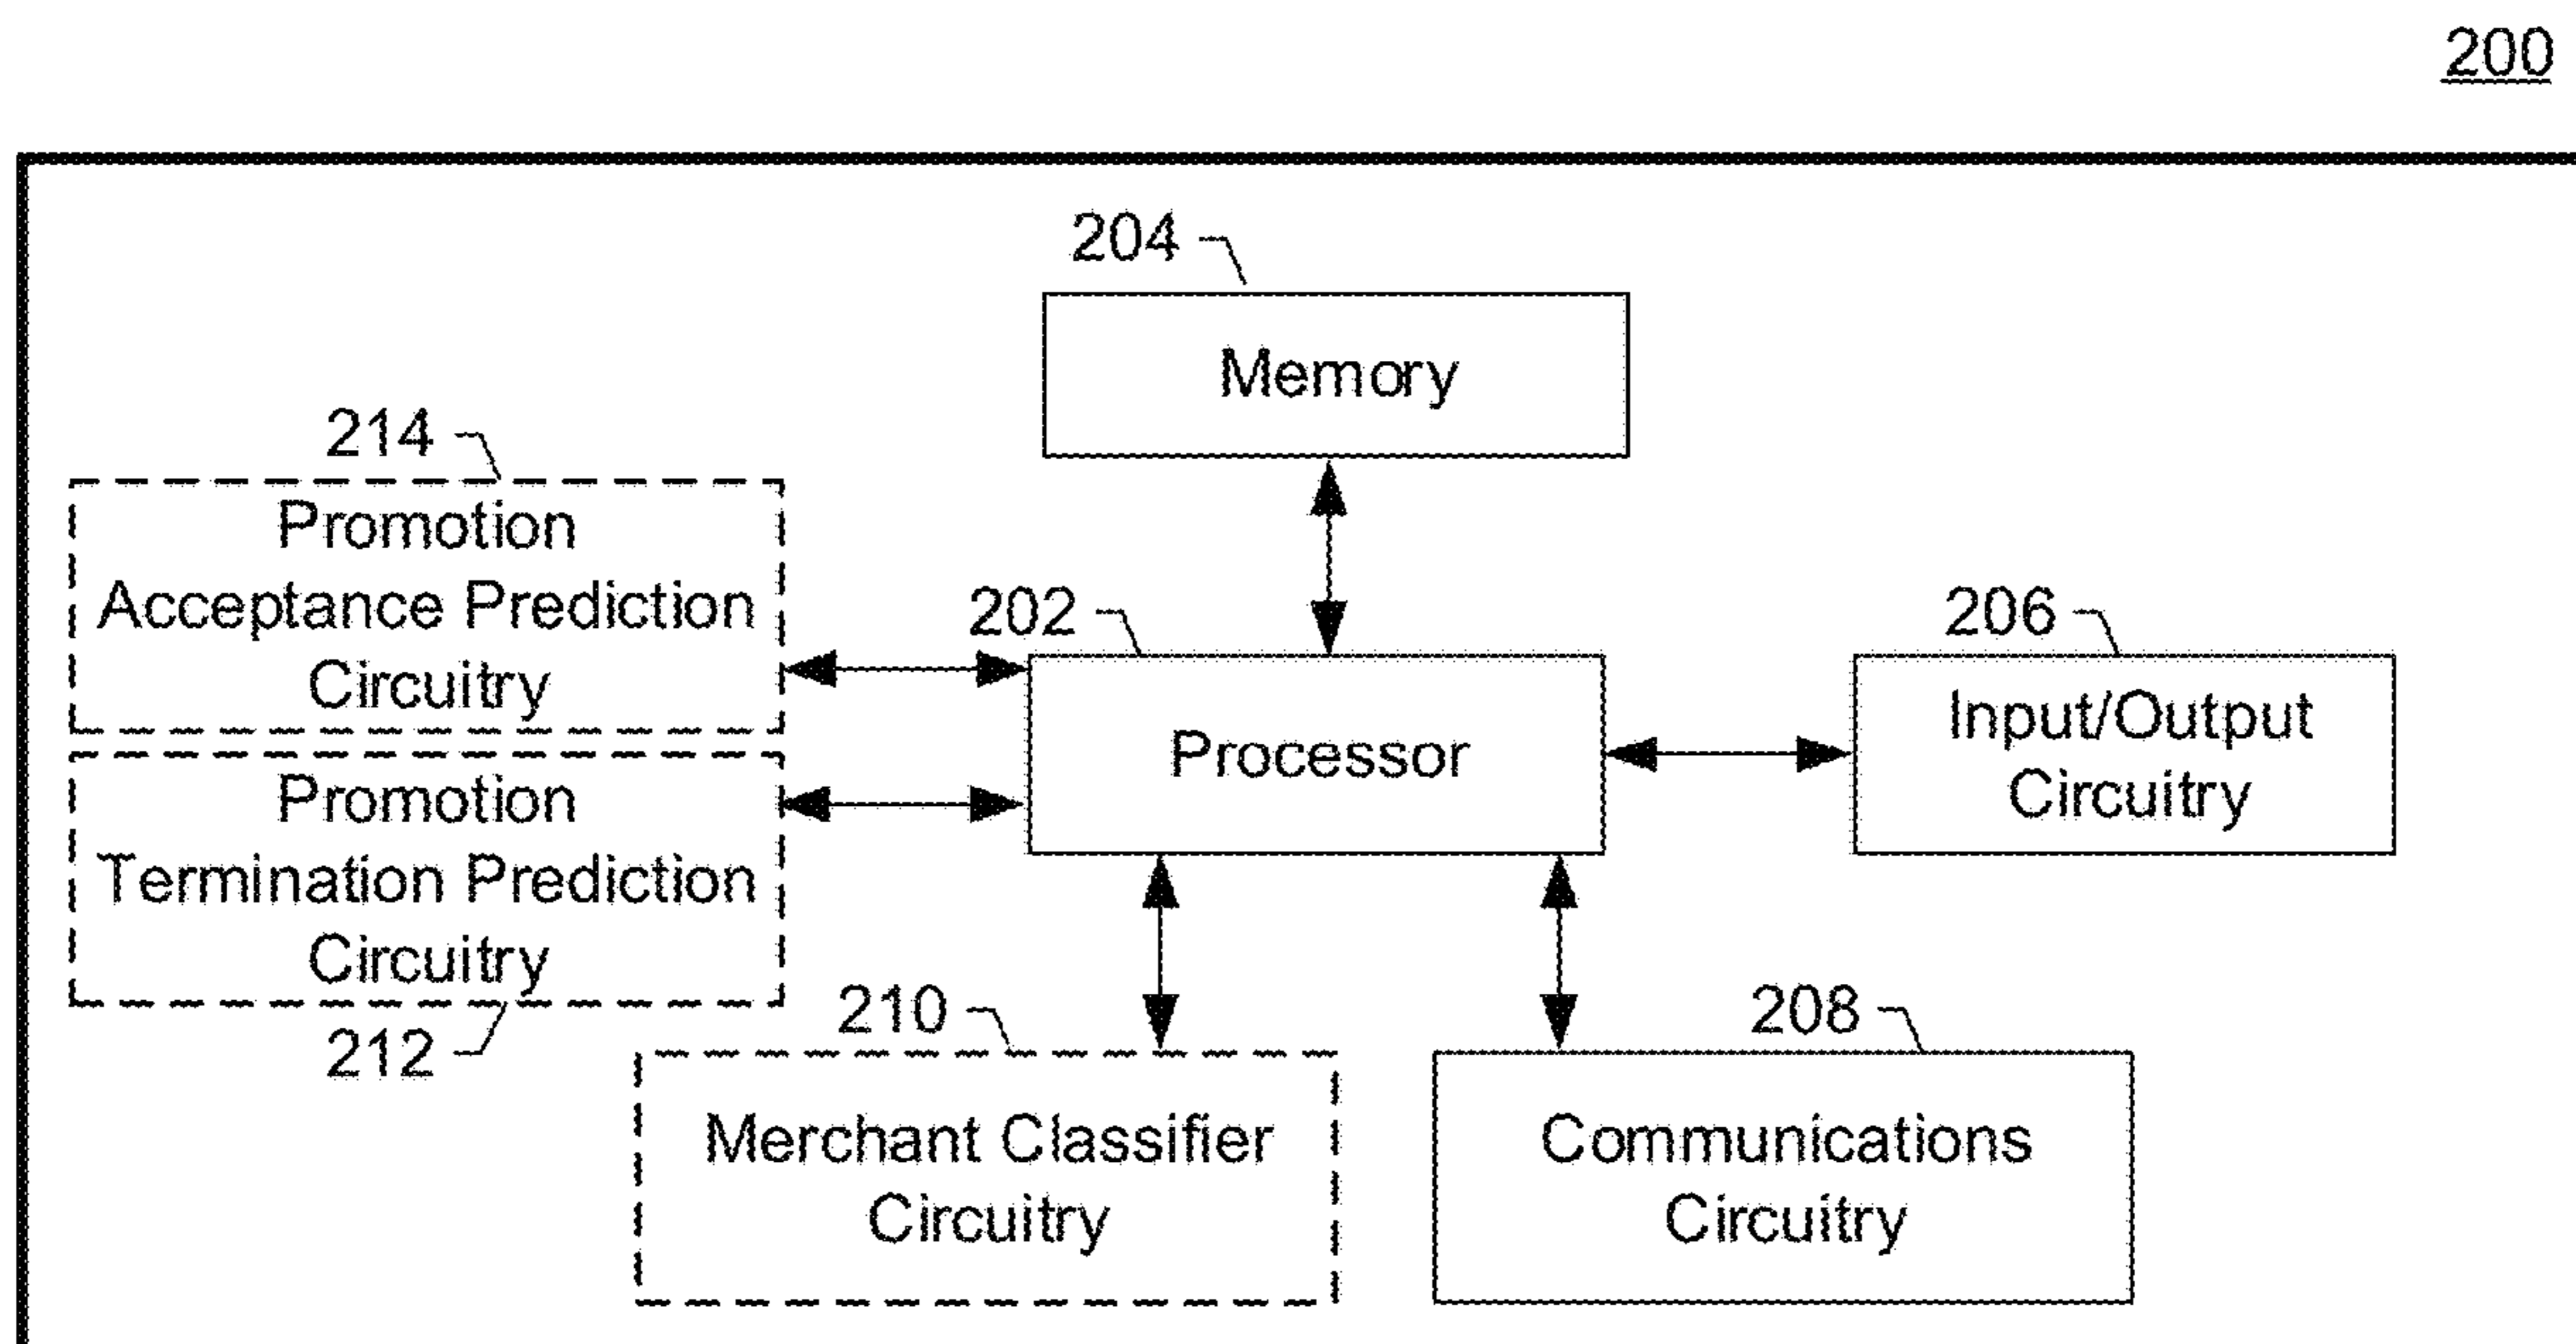 200
204
Memory
214
Promotion
Acceptance Prediction
Circuitry
202
Processor
206
Input/Output
Circuitry
Promotion
Termination Prediction
Circuitry
212
210
Merchant Classifier
Circuitry
208
Communications
Circuitry